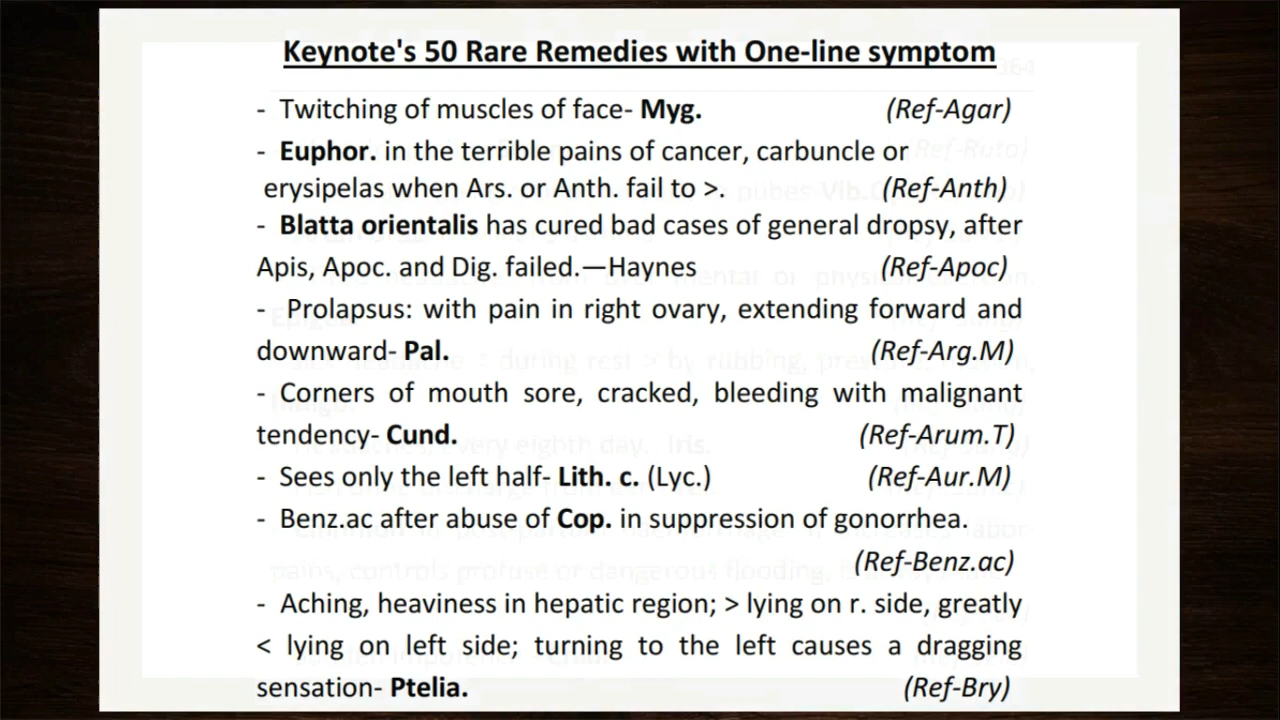 Keynote's 50 Rare Remedies with One-line symptom
- Twitching of muscles of face- Myg. (Ref-Agar)
- Euphor. in the terrible pains of cancer, carbuncle or
erysipelas when Ars. or Anth. fail to >. (Ref-Anth)
- Blatta orientalis has cured bad cases of general dropsy, after
Apis, Apoc. and Dig. failed.—Haynes (Ref-Apoc)
- Prolapsus: with pain in right ovary, extending forward and
downward- Pal. (Ref-Arg.M)
- Corners of mouth sore, cracked, bleeding with malignant
tendency- Cund. (Ref-Arum.T)
- Sees only the left half- Lith. c. (Lyc.) (Ref-Aur.M)
- Benz.ac after abuse of Cop. in suppression of gonorrhea.
(Ref-Benz.ac)
- Aching, heaviness in hepatic region; > lying on r. side, greatly
< lying on left side; turning to the left causes a dragging
sensation- Ptelia. (Ref-Bry)